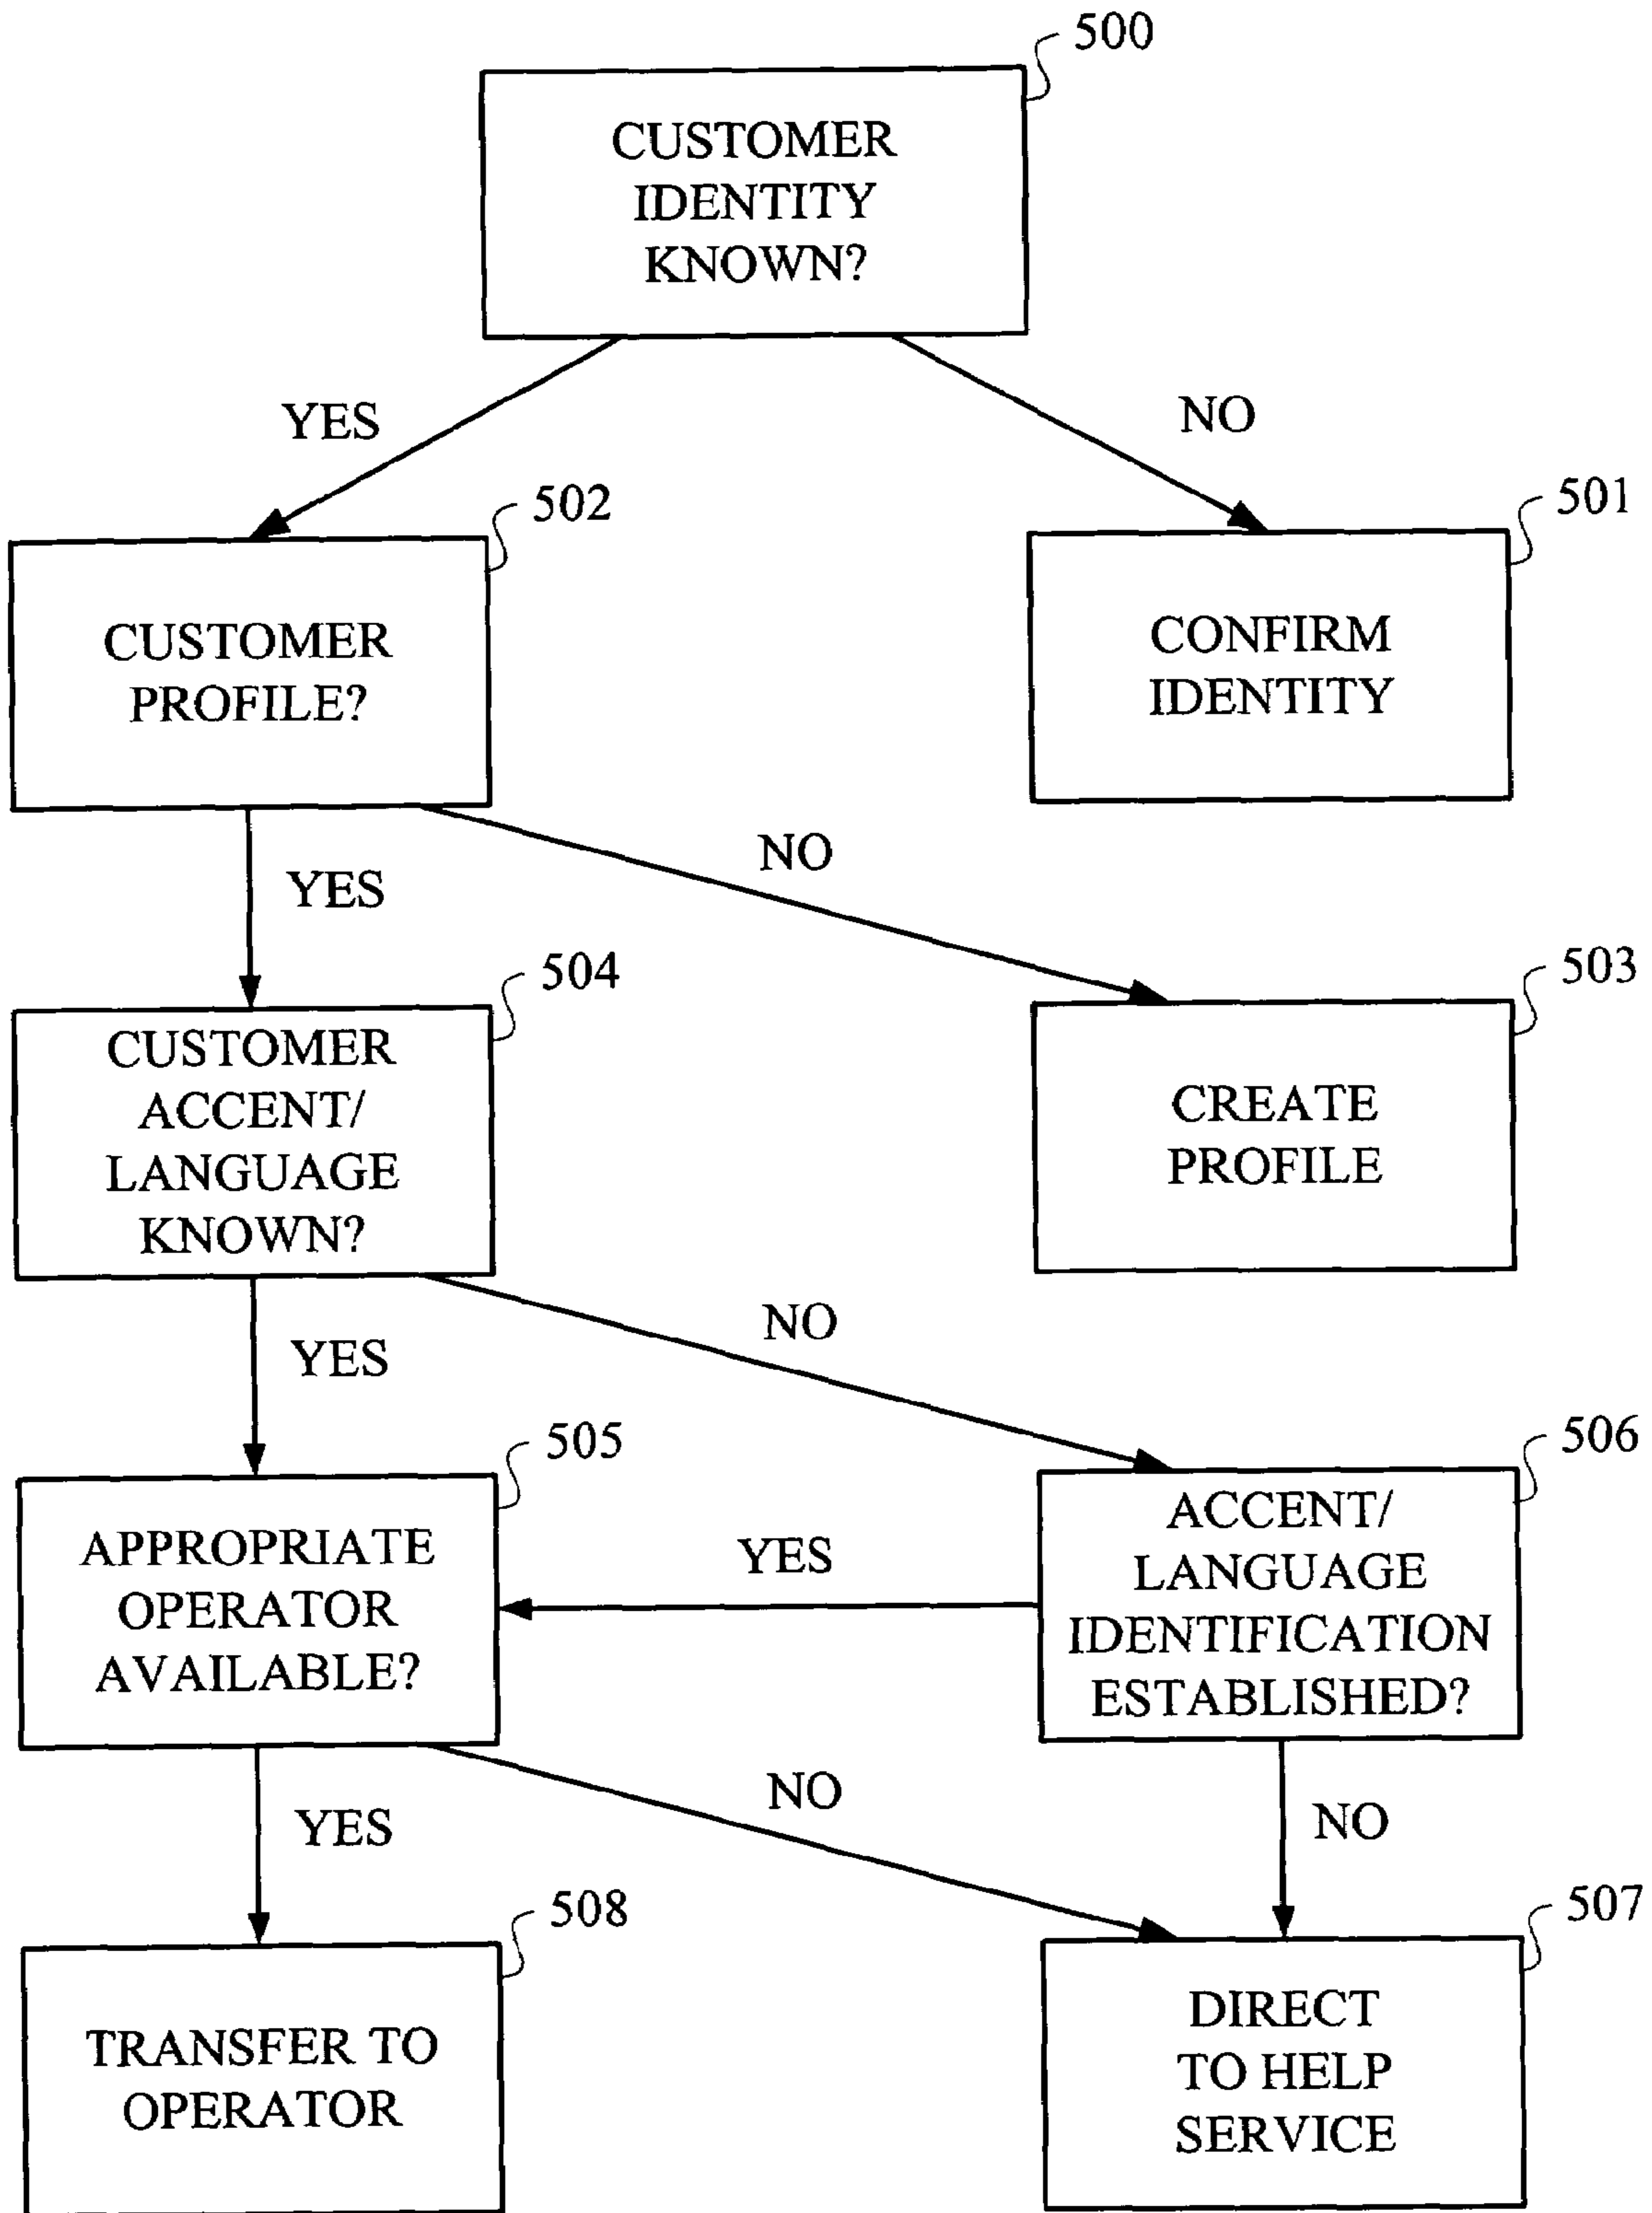 500
CUSTOMER
IDENTITY
KNOWN?
YES
NO
502
501
CUSTOMER
PROFILE?
CONFIRM
IDENTITY
YES
NO
504
503
CUSTOMER
ACCENT/
LANGUAGE
KNOWN?
CREATE
PROFILE
YES
NO
505
506
APPROPRIATE
OPERATOR
AVAILABLE?
YES
ACCENT/
LANGUAGE
IDENTIFICATION
ESTABLISHED?
YES
NO
NO
508
507
TRANSFER TO
OPERATOR
DIRECT
TO HELP
SERVICE